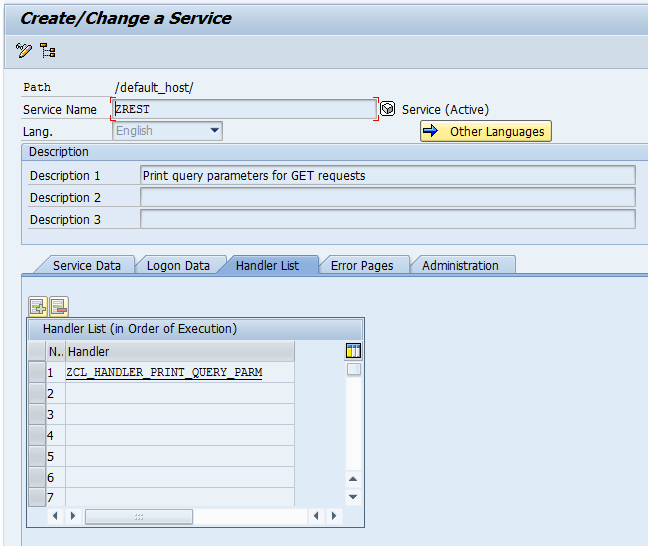 Create/Change a Service
Path /default_host/
Service Name ZREST Service (Active)
Lang. English Other Languages
Description
Description 1 Print query parameters for GET requests
Description 2
Description 3
Service Data Logon Data Handler List Error Pages Administration
Handler List (in Order of Execution)
N.. Handler
1 ZCL_HANDLER_PRINT_QUERY_PARM
2
3
4
5
6
7